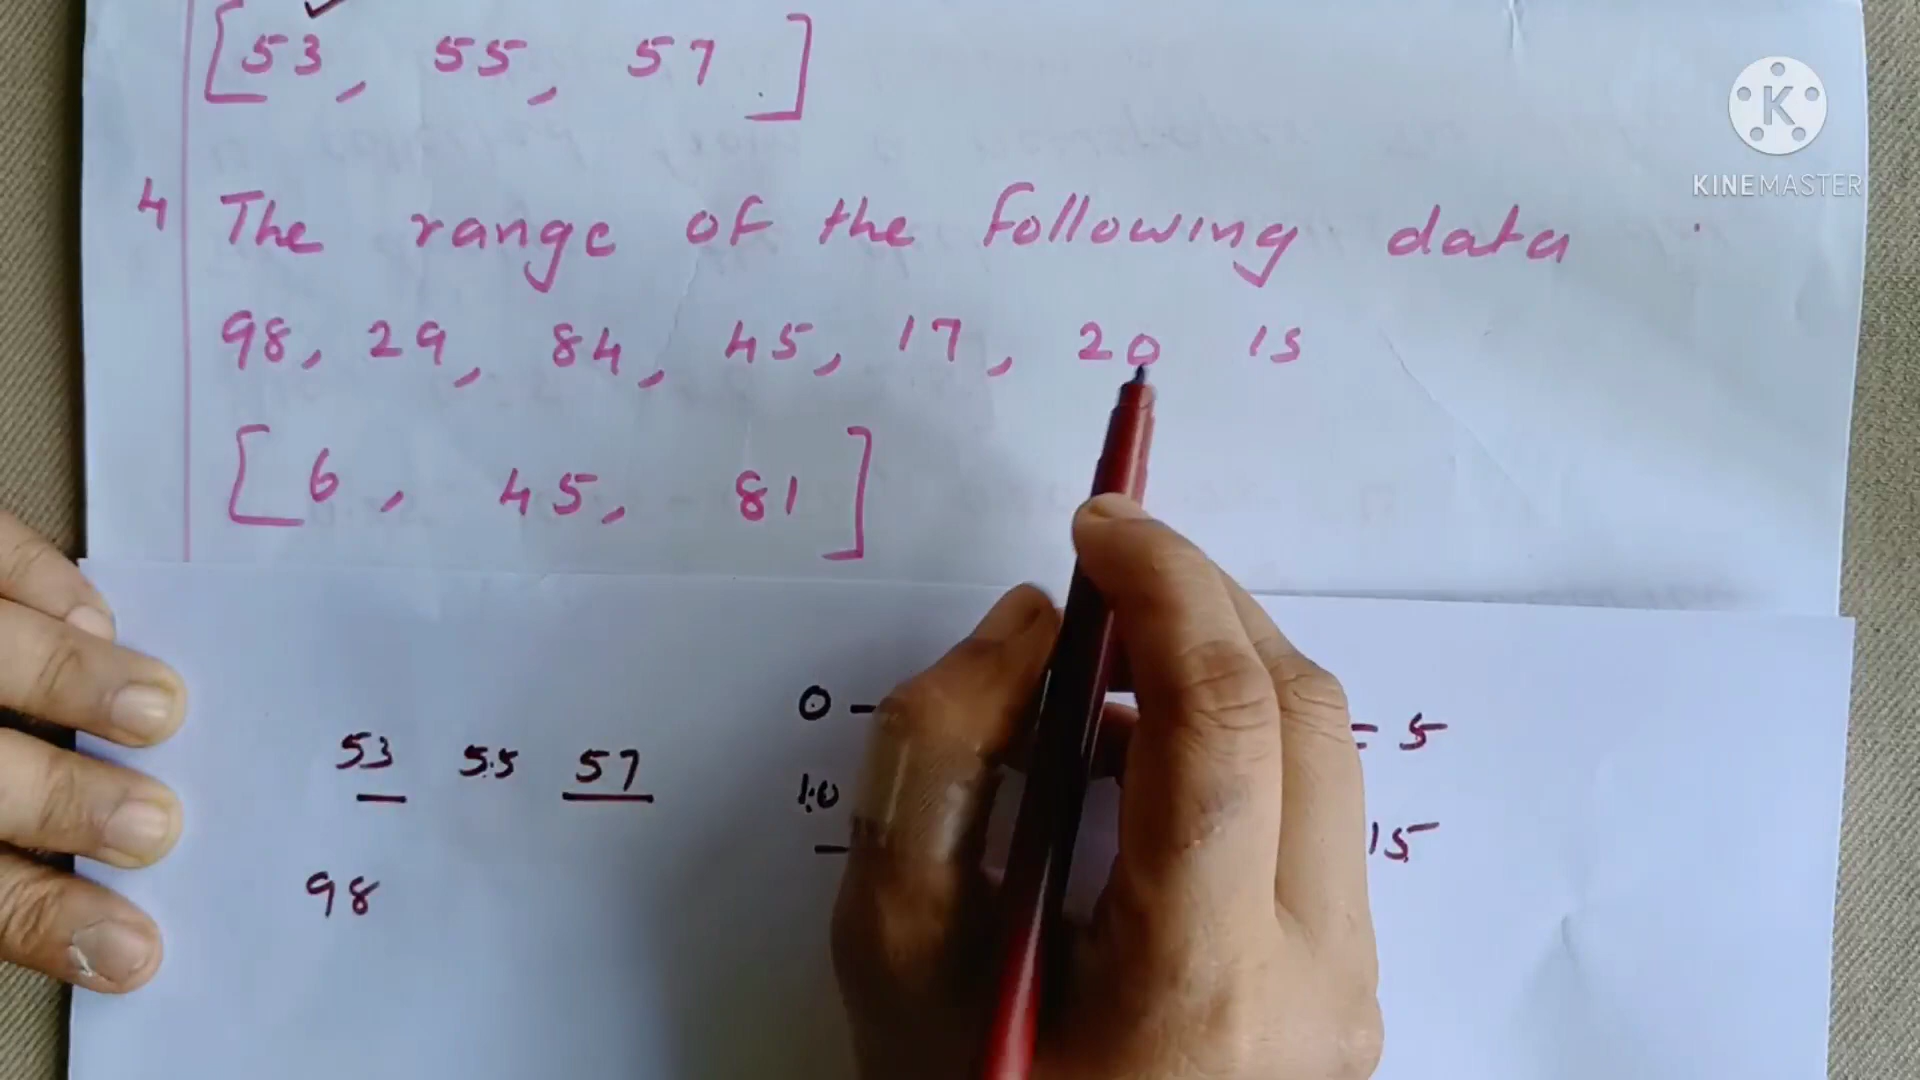 [53, 55, 57]
4 The range of the following data
98, 29, 84, 45, 17, 20 is
[6, 45, 81]
53 55 57
98
0 -
10
= 5
15
K
KINEMASTER